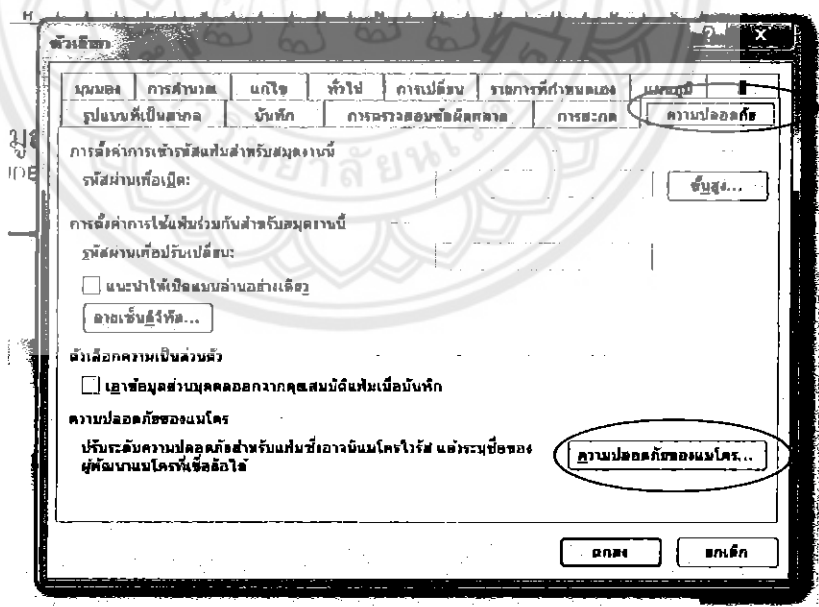 ตัวเลือก
มุมมอง การคำนวณ แก้ไข ทั่วไป การเปลี่ยน รายการที่กำหนดเอง แผนภูมิ
รูปแบบที่เป็นสากล บันทึก การตรวจสอบข้อผิดพลาด การสะกด ความปลอดภัย
การตั้งค่าการเข้ารหัสแฟ้มสำหรับสมุดงานนี้
รหัสผ่านเพื่อเปิด: ขั้นสูง...
การตั้งค่าการใช้แฟ้มร่วมกันสำหรับสมุดงานนี้
รหัสผ่านเพื่อปรับเปลี่ยน:
แนะนำให้เปิดแบบอ่านอย่างเดียว
ลายเซ็นดิจิทัล...
ตัวเลือกความเป็นส่วนตัว
เอาข้อมูลส่วนบุคคลออกจากคุณสมบัติแฟ้มเมื่อบันทึก
ความปลอดภัยของแมโคร
ปรับระดับความปลอดภัยสำหรับแฟ้มซึ่งอาจมีแมโครไวรัส แล้วระบุชื่อของ ความปลอดภัยของแมโคร...
ผู้พัฒนาแมโครที่เชื่อถือได้
ตกลง ยกเลิก